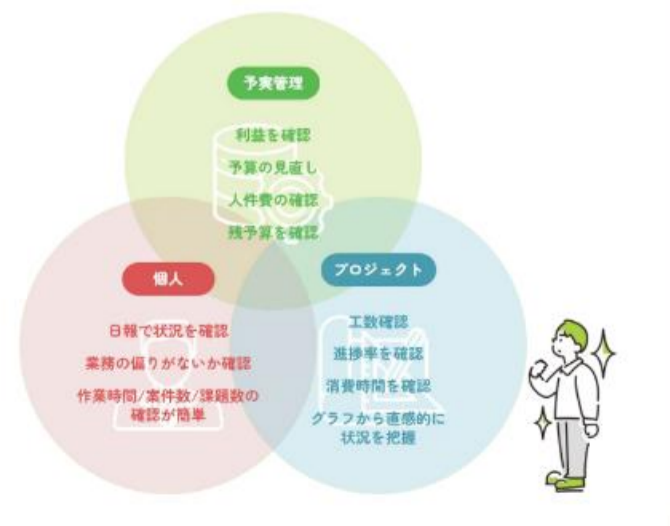 予実管理
利益を確認
予算の見直し
人件費の確認
残予算を確認
個人
日報で状況を確認
業務の偏りがないか確認
作業時間/案件数/課題数の
確認が簡単
プロジェクト
工数確認
進捗率を確認
消費時間を確認
グラフから直感的に
状況を把握